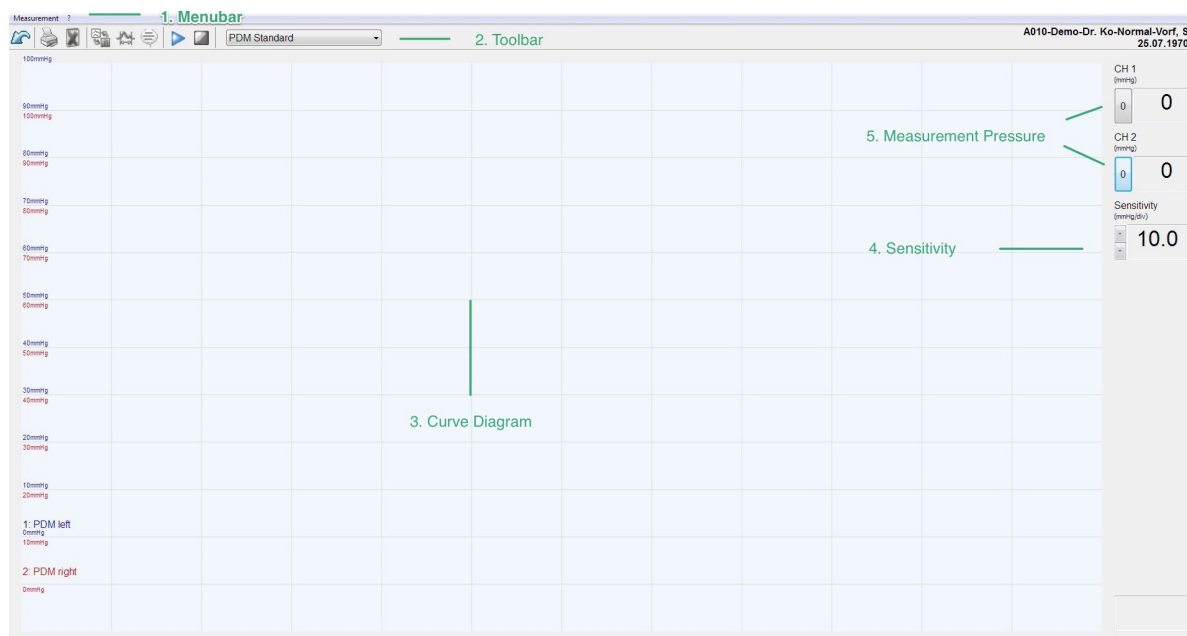 Measurement ?
1. Menubar
PDM Standard
2. Toolbar
A010-Demo-Dr. Ko-Normal-Vorf, S
25.07.1970
100mmHg
CH 1
(mmHg)
90mmHg
100mmHg
0
0
5. Measurement Pressure
CH 2
(mmHg)
80mmHg
90mmHg
0
0
70mmHg
80mmHg
Sensitivity
(mmHg/div)
10.0
60mmHg
70mmHg
4. Sensitivity
50mmHg
60mmHg
40mmHg
50mmHg
30mmHg
40mmHg
3. Curve Diagram
20mmHg
30mmHg
10mmHg
20mmHg
1: PDM left
0mmHg
10mmHg
2: PDM right
0mmHg